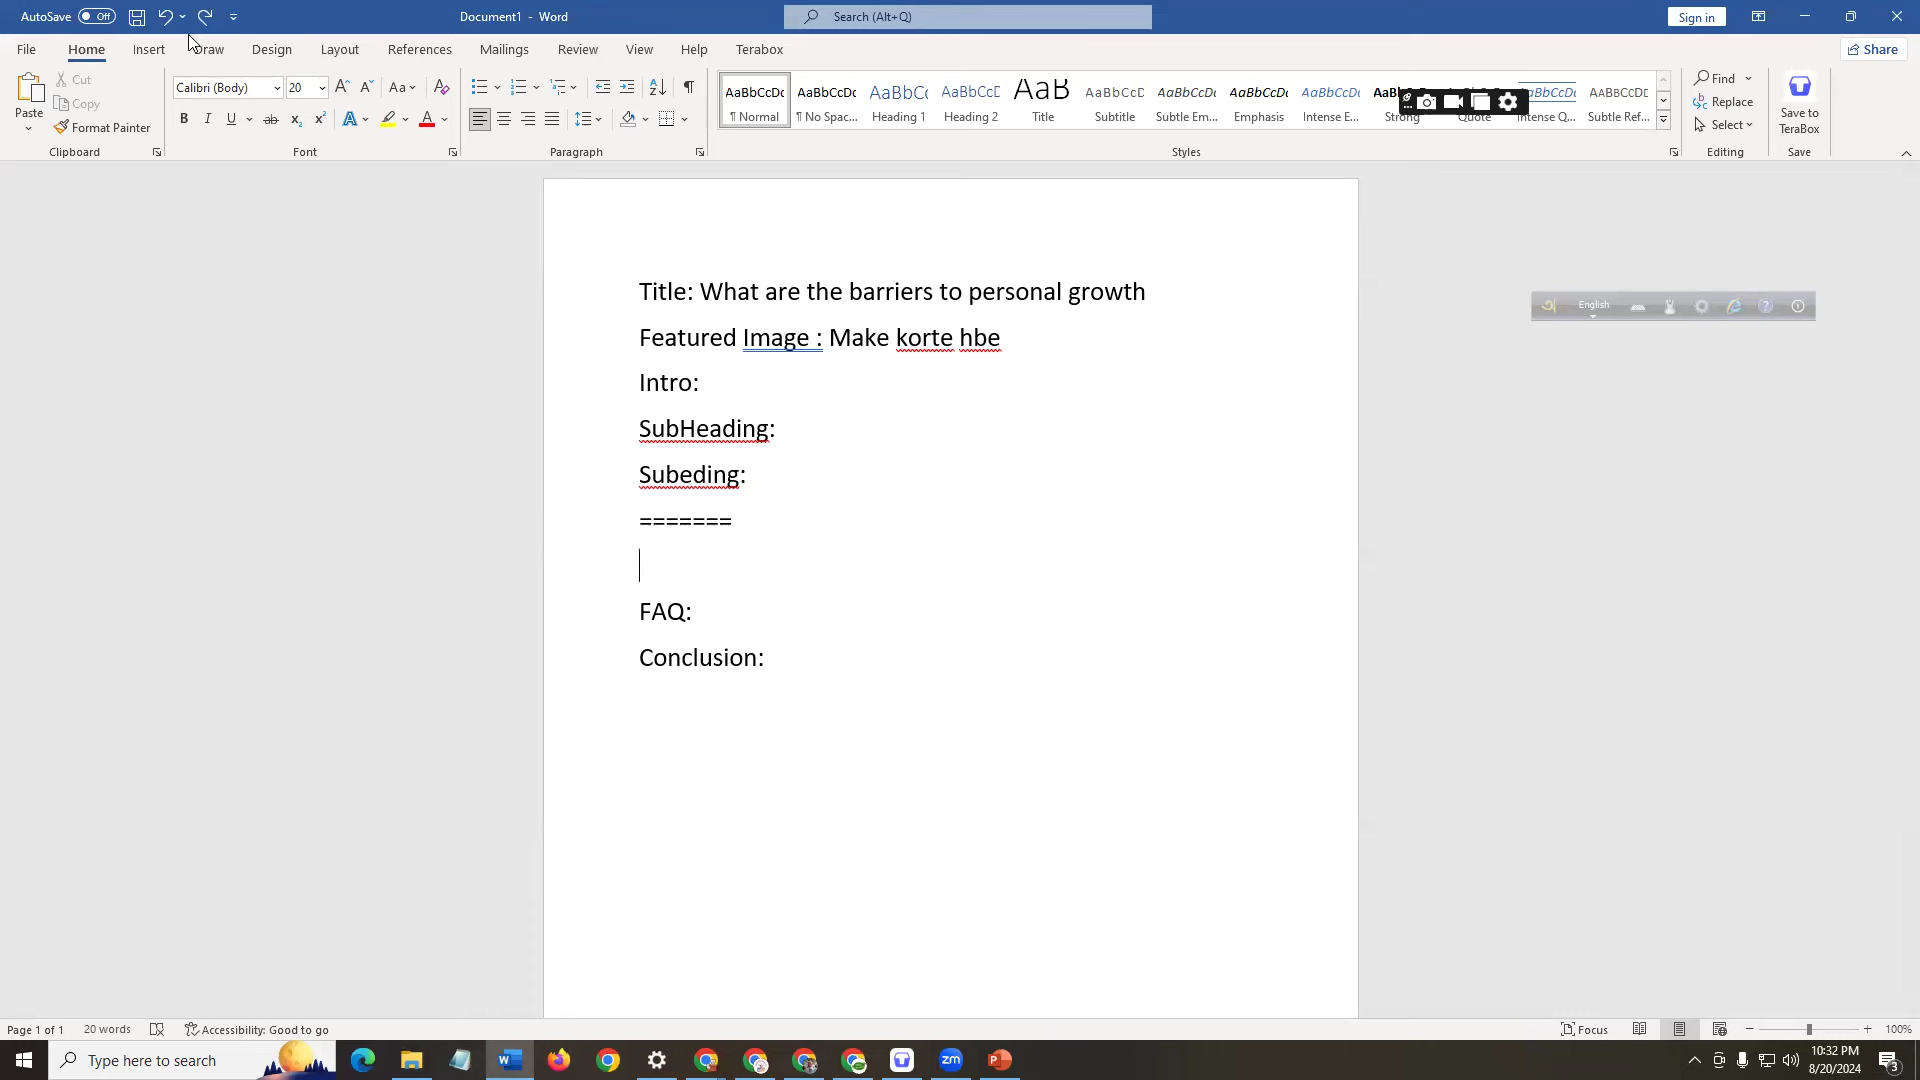 AutoSave Off Document1 - Word Search (Alt+Q) Sign in
File Home Insert Draw Design Layout References Mailings Review View Help Terabox Share
Paste Cut Copy Format Painter
Calibri (Body) 20
AaBbCcDc AaBbCcDc AaBbCc AaBbCcD AaB AaBbCcD AaBbCcDc AaBbCcDc AaBbCcDc
¶ Normal ¶ No Spac... Heading 1 Heading 2 Title Subtitle Subtle Em... Emphasis Intense E... Strong Quote Intense Q... Subtle Ref...
Find
Replace
Select
Save to TeraBox
Clipboard Font Paragraph Styles Editing Save
English
Title: What are the barriers to personal growth
Featured Image : Make korte hbe
Intro:
SubHeading:
Subeding:
=======
FAQ:
Conclusion:
Page 1 of 1 20 words Accessibility: Good to go Focus 100%
Type here to search
10:32 PM
8/20/2024
3